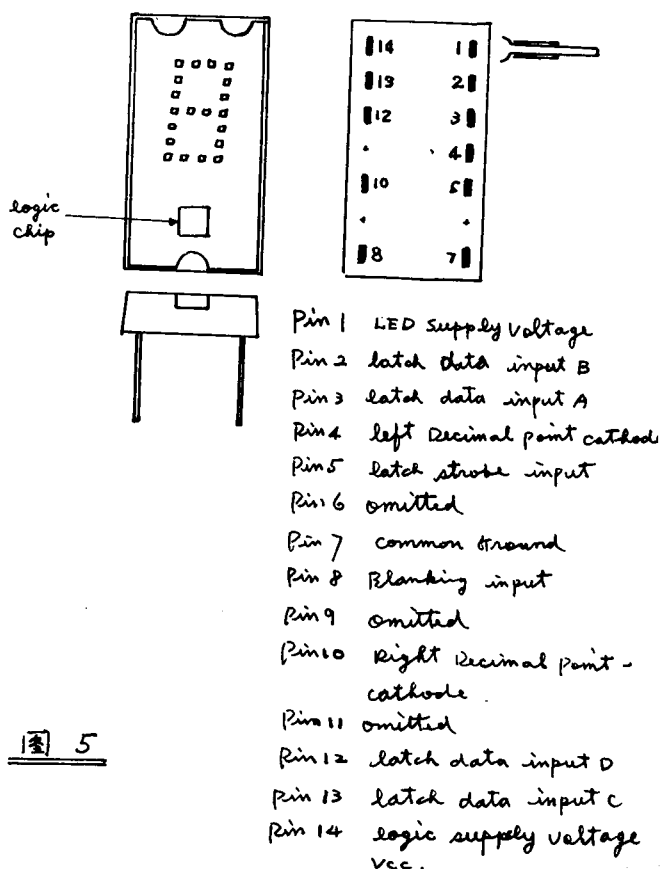 14 1
13 2
12 3
4
10 5
8 7
logic
chip
Pin 1 LED supply voltage
Pin 2 latch data input B
Pin 3 latch data input A
Pin 4 left Decimal point cathode
Pin 5 latch strobe input
Pin 6 omitted
Pin 7 common Ground
Pin 8 Blanking input
Pin 9 omitted
Pin 10 Right Decimal point -
cathode.
Pin 11 omitted
Pin 12 latch data input D
Pin 13 latch data input C
Pin 14 logic supply voltage
Vcc.
图 5